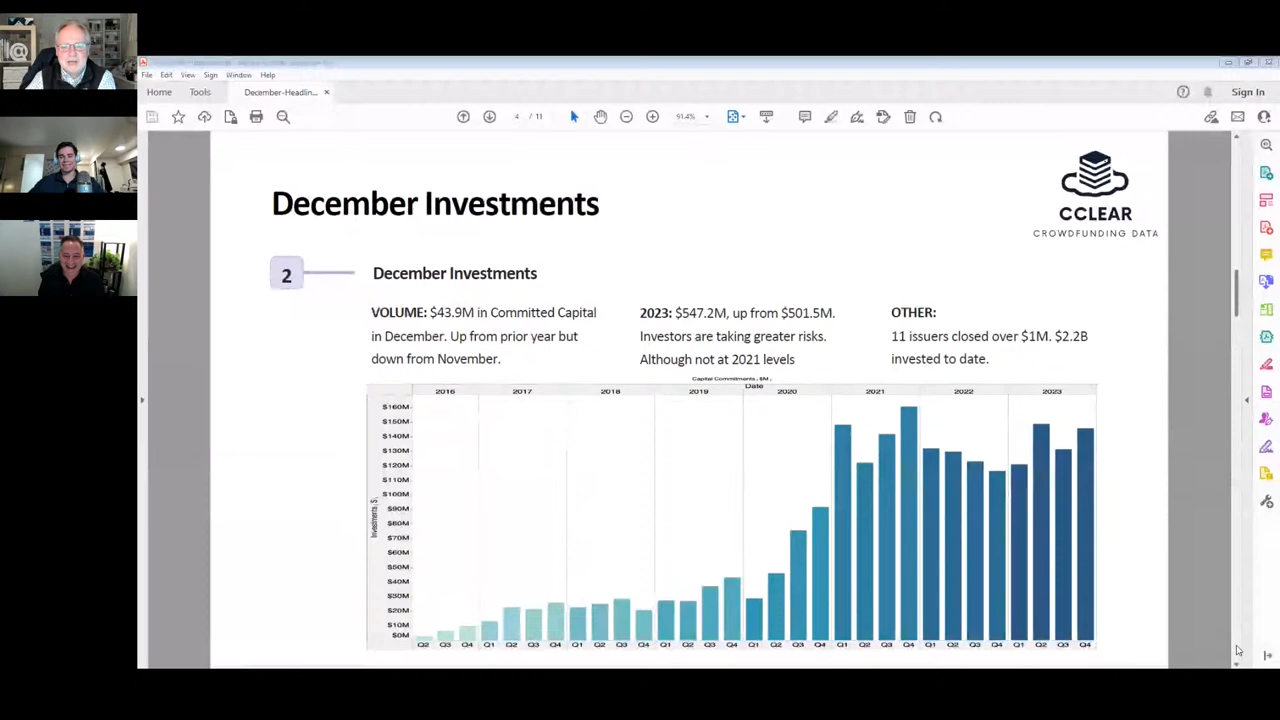 File Edit View Sign Window Help
Home Tools December-Headlin... × Sign In
4 / 11 91.4%
December Investments
CCLEAR
CROWDFUNDING DATA
2 December Investments
VOLUME: $43.9M in Committed Capital
in December. Up from prior year but
down from November.
2023: $547.2M, up from $501.5M.
Investors are taking greater risks.
Although not at 2021 levels
OTHER:
11 issuers closed over $1M. $2.2B
invested to date.
Capital Commitments , $M ,
Date
2016 2017 2018 2019 2020 2021 2022 2023
$160M
$150M
$140M
$130M
$120M
$110M
$100M
$90M
$80M
$70M
$60M
$50M
$40M
$30M
$20M
$10M
$0M
Investments , $
Q2 Q3 Q4 Q1 Q2 Q3 Q4 Q1 Q2 Q3 Q4 Q1 Q2 Q3 Q4 Q1 Q2 Q3 Q4 Q1 Q2 Q3 Q4 Q1 Q2 Q3 Q4 Q1 Q2 Q3 Q4